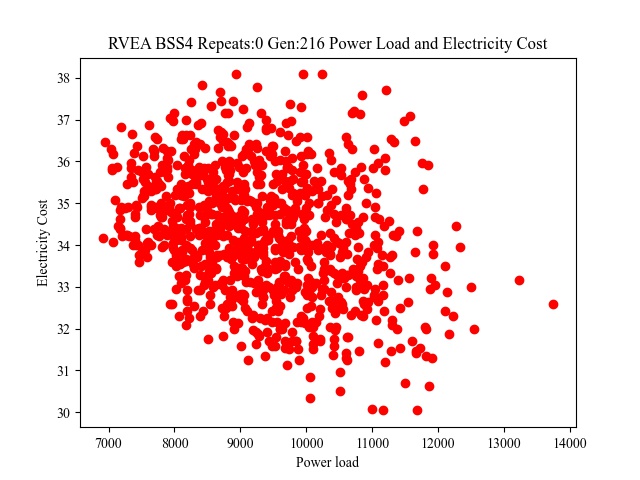 RVEA BSS4 Repeats:0 Gen:216 Power Load and Electricity Cost
38
37
36
35
34
33
32
31
30
Electricity Cost
7000 8000 9000 10000 11000 12000 13000 14000
Power load